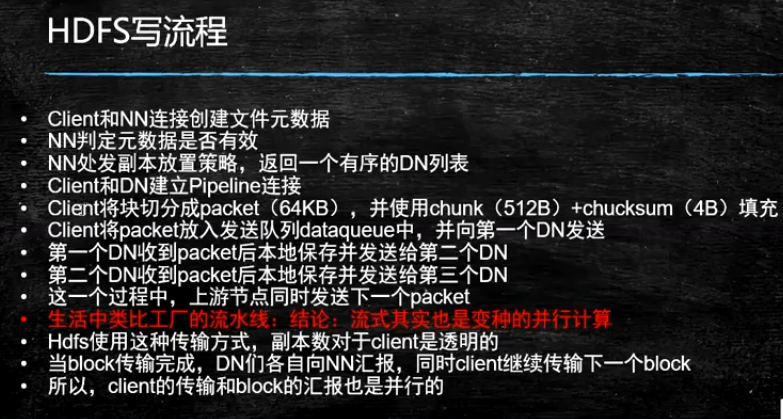 HDFS写流程
• Client和NN连接创建文件元数据
• NN判定元数据是否有效
• NN处发副本放置策略，返回一个有序的DN列表
• Client和DN建立Pipeline连接
• Client将块切分成packet（64KB），并使用chunk（512B）+chucksum（4B）填充
• Client将packet放入发送队列dataqueue中，并向第一个DN发送
• 第一个DN收到packet后本地保存并发送给第二个DN
• 第二个DN收到packet后本地保存并发送给第三个DN
• 这一个过程中，上游节点同时发送下一个packet
• 生活中类比工厂的流水线：结论：流式其实也是变种的并行计算
• Hdfs使用这种传输方式，副本数对于client是透明的
• 当block传输完成，DN们各自向NN汇报，同时client继续传输下一个block
• 所以，client的传输和block的汇报也是并行的